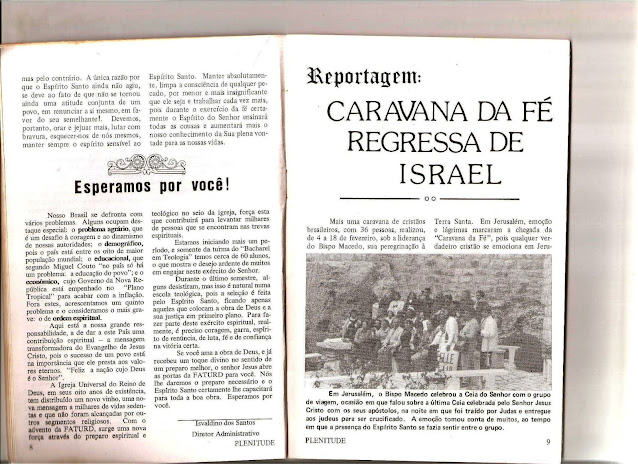 mas pelo contrário. A única razão por
que o Espírito Santo ainda não agiu,
se deve ao fato de que não se tornou
ainda uma atitude conjunta de um
povo, em renunciar a si mesmo, em fa-
vor do seu semelhante!. Devemos,
portanto, orar e jejuar mais, lutar com
bravura, esquecer-nos de nós mesmos,
manter sempre o espírito sensível ao
Espírito Santo. Manter absolutamen-
te, limpa a consciência de qualquer pe-
cado, por menor e mais insignificante
que ele seja e trabalhar cada vez mais,
pois durante o exercício da fé certa-
mente o Espírito do Senhor ensinará
todas as cousas e aumentará mais o
nosso conhecimento da Sua plena von-
tade para as nossas vidas.
Esperamos por você!
Nosso Brasil se defronta com
vários problemas. Alguns ocupam des-
taque especial: o problema agrário, que
é um desafio à coragem e ao dinamismo
de nossas autoridades; o demográfico,
pois o país está entre os oito de maior
população mundial; o educacional, que
segundo Miguel Couto "no país só há
um problema: a educação do povo"; e o
econômico, cujo Governo da Nova Re-
pública está empenhado no "Plano
Tropical" para acabar com a inflação.
Fora estes, acrescentamos um quinto
problema e o consideramos o mais gra-
ve: o de ordem espiritual.
Aqui está a nossa grande res-
ponsabilidade, a de dar a este País uma
contribuição espiritual – a mensagem
transformadora do Evangelho de Jesus
Cristo, pois o sucesso de um povo está
na importância que ele presta aos valo-
res eternos. "Feliz a nação cujo Deus
é o Senhor".
A Igreja Universal do Reino de
Deus, em seus oito anos de existência,
tem distribuído um novo vinho, uma no-
va mensagem a milhares de vidas seden-
tas e que não foram alcançadas por ou-
tros segmentos religiosos. Com o
advento da FATURD, surge uma nova
força através do preparo espiritual e
8
teológico no seio da igreja, força esta
que contribuirá para levantar milhares
de pessoas que se encontram nas trevas
espirituais.
Estamos iniciando mais um pe-
ríodo, e somente da turma do "Bacharel
em Teologia" temos cerca de 60 alunos,
o que mostra o desejo ardente de muitos
em engajar neste exército do Senhor.
Durante o último semestre, al-
guns desistiram, mas isso é natural numa
escola teológica, pois a seleção é feita
pelo Espírito Santo, ficando apenas
aqueles que colocam a obra de Deus e a
sua justiça em primeiro plano. Para fa-
zer parte deste exército espiritual, real-
mente, é preciso coragem, garra, espíri-
to de renúncia, de luta, fé e de confiança
na vitória certa.
Se você ama a obra de Deus, e já
recebeu um toque divino no sentido de
um preparo melhor, o senhor Jesus abre
as portas da FATURD para você. Nós
lhe daremos o preparo necessário e o
Espírito Santo certamente lhe capacitará
para toda a boa obra. Esperamos por
você.
Isvaldino dos Santos
Diretor Administrativo
PLENITUDE
Reportagem:
CARAVANA DA FÉ
REGRESSA DE
ISRAEL
Mais uma caravana de cristãos
brasileiros, com 36 pessoas, realizou,
de 4 a 18 de fevereiro, sob a liderança
do Bispo Macedo, sua peregrinação à
Terra Santa. Em Jerusalém, emoção
e lágrimas marcaram a chegada da
"Caravana da Fé", pois qualquer ver-
dadeiro cristão se emociona em Jeru-
Em Jerusalém, o Bispo Macedo celebrou a Ceia do Senhor com o grupo
de viagem, ocasião em que falou sobre a última Ceia celebrada pelo Senhor Jesus
Cristo com os seus apóstolos, na noite em que foi traído por Judas e entregue
aos judeus para ser crucificado. A emoção tomou conta de muitos, ao tempo
em que a presença do Espírito Santo se fazia sentir entre o grupo.
PLENITUDE
9